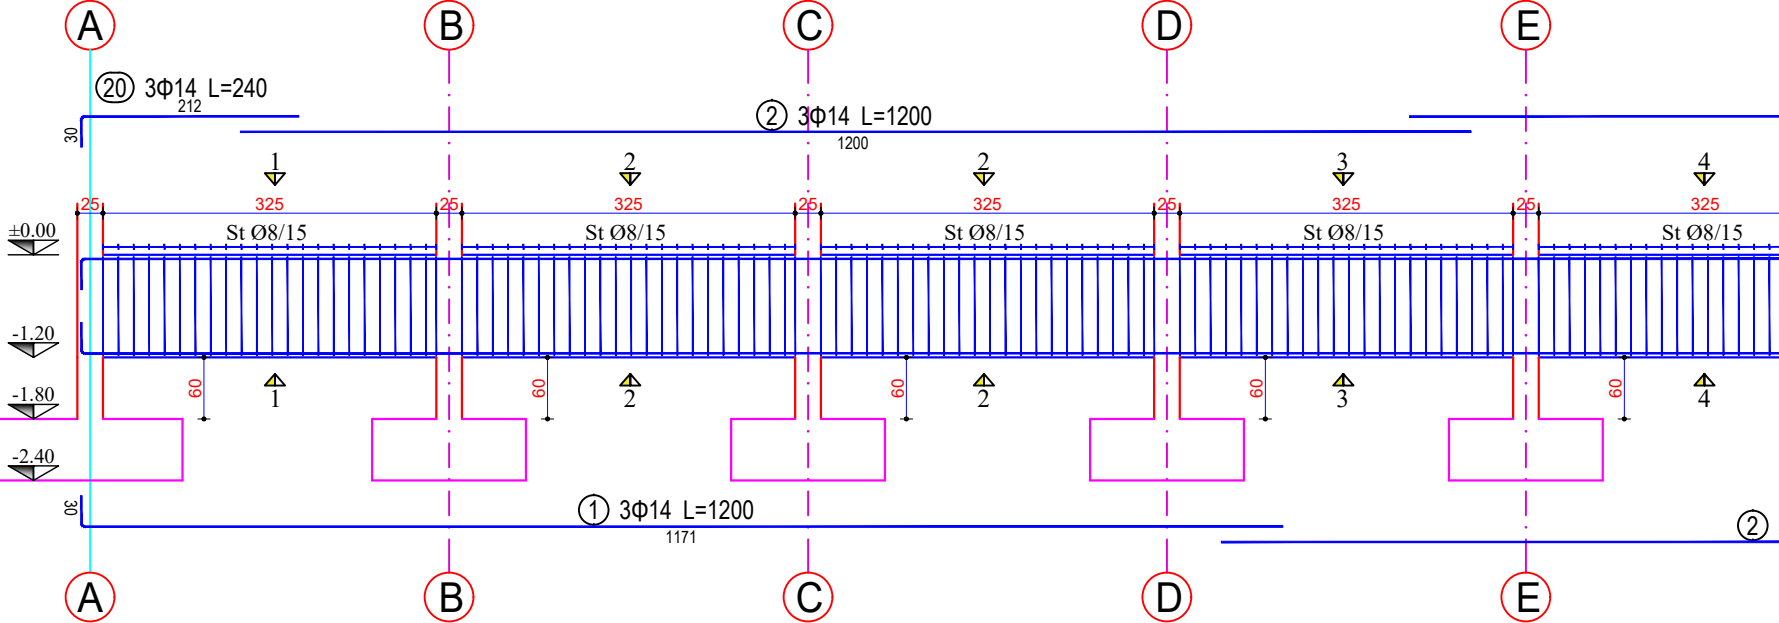 A B C D E
20 3Φ14 L=240
212
30
2 3Φ14 L=1200
1200
1 2 2 3 4
25 325 25 325 25 325 25 325 25 325
±0.00
St Ø8/15 St Ø8/15 St Ø8/15 St Ø8/15 St Ø8/15
-1.20
60 60 60 60 60
-1.80
1 2 2 3 4
-2.40
30
1 3Φ14 L=1200
1171
2
A B C D E